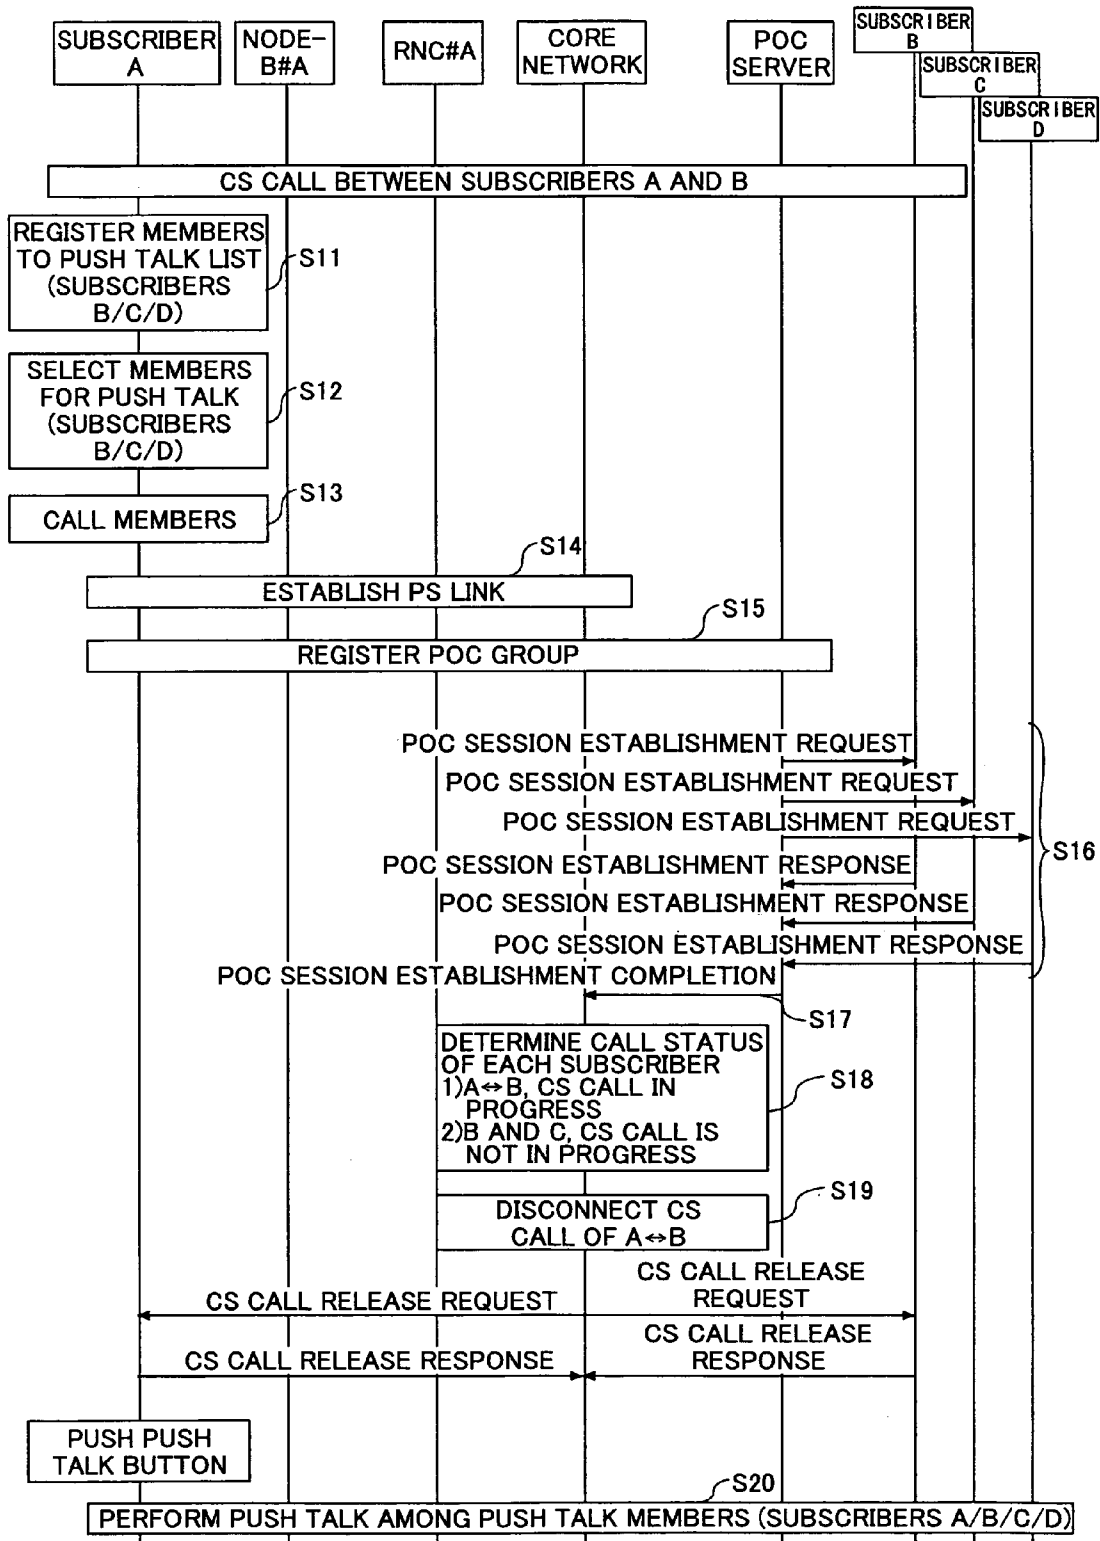 SUBSCRIBER
A
NODE-
B#A
RNC#A
CORE
NETWORK
POC
SERVER
SUBSCRIBER
B
SUBSCRIBER
C
SUBSCRIBER
D
CS CALL BETWEEN SUBSCRIBERS A AND B
REGISTER MEMBERS
TO PUSH TALK LIST
(SUBSCRIBERS
B/C/D)
S11
SELECT MEMBERS
FOR PUSH TALK
(SUBSCRIBERS
B/C/D)
S12
S13
CALL MEMBERS
S14
ESTABLISH PS LINK
S15
REGISTER POC GROUP
POC SESSION ESTABLISHMENT REQUEST
POC SESSION ESTABLISHMENT REQUEST
POC SESSION ESTABLISHMENT REQUEST
S16
POC SESSION ESTABLISHMENT RESPONSE
POC SESSION ESTABLISHMENT RESPONSE
POC SESSION ESTABLISHMENT RESPONSE
POC SESSION ESTABLISHMENT COMPLETION
S17
DETERMINE CALL STATUS
OF EACH SUBSCRIBER
1)A↔B, CS CALL IN
PROGRESS
2)B AND C, CS CALL IS
NOT IN PROGRESS
S18
DISCONNECT CS
CALL OF A↔B
S19
CS CALL RELEASE REQUEST
CS CALL RELEASE
REQUEST
CS CALL RELEASE RESPONSE
CS CALL RELEASE
RESPONSE
PUSH PUSH
TALK BUTTON
S20
PERFORM PUSH TALK AMONG PUSH TALK MEMBERS (SUBSCRIBERS A/B/C/D)